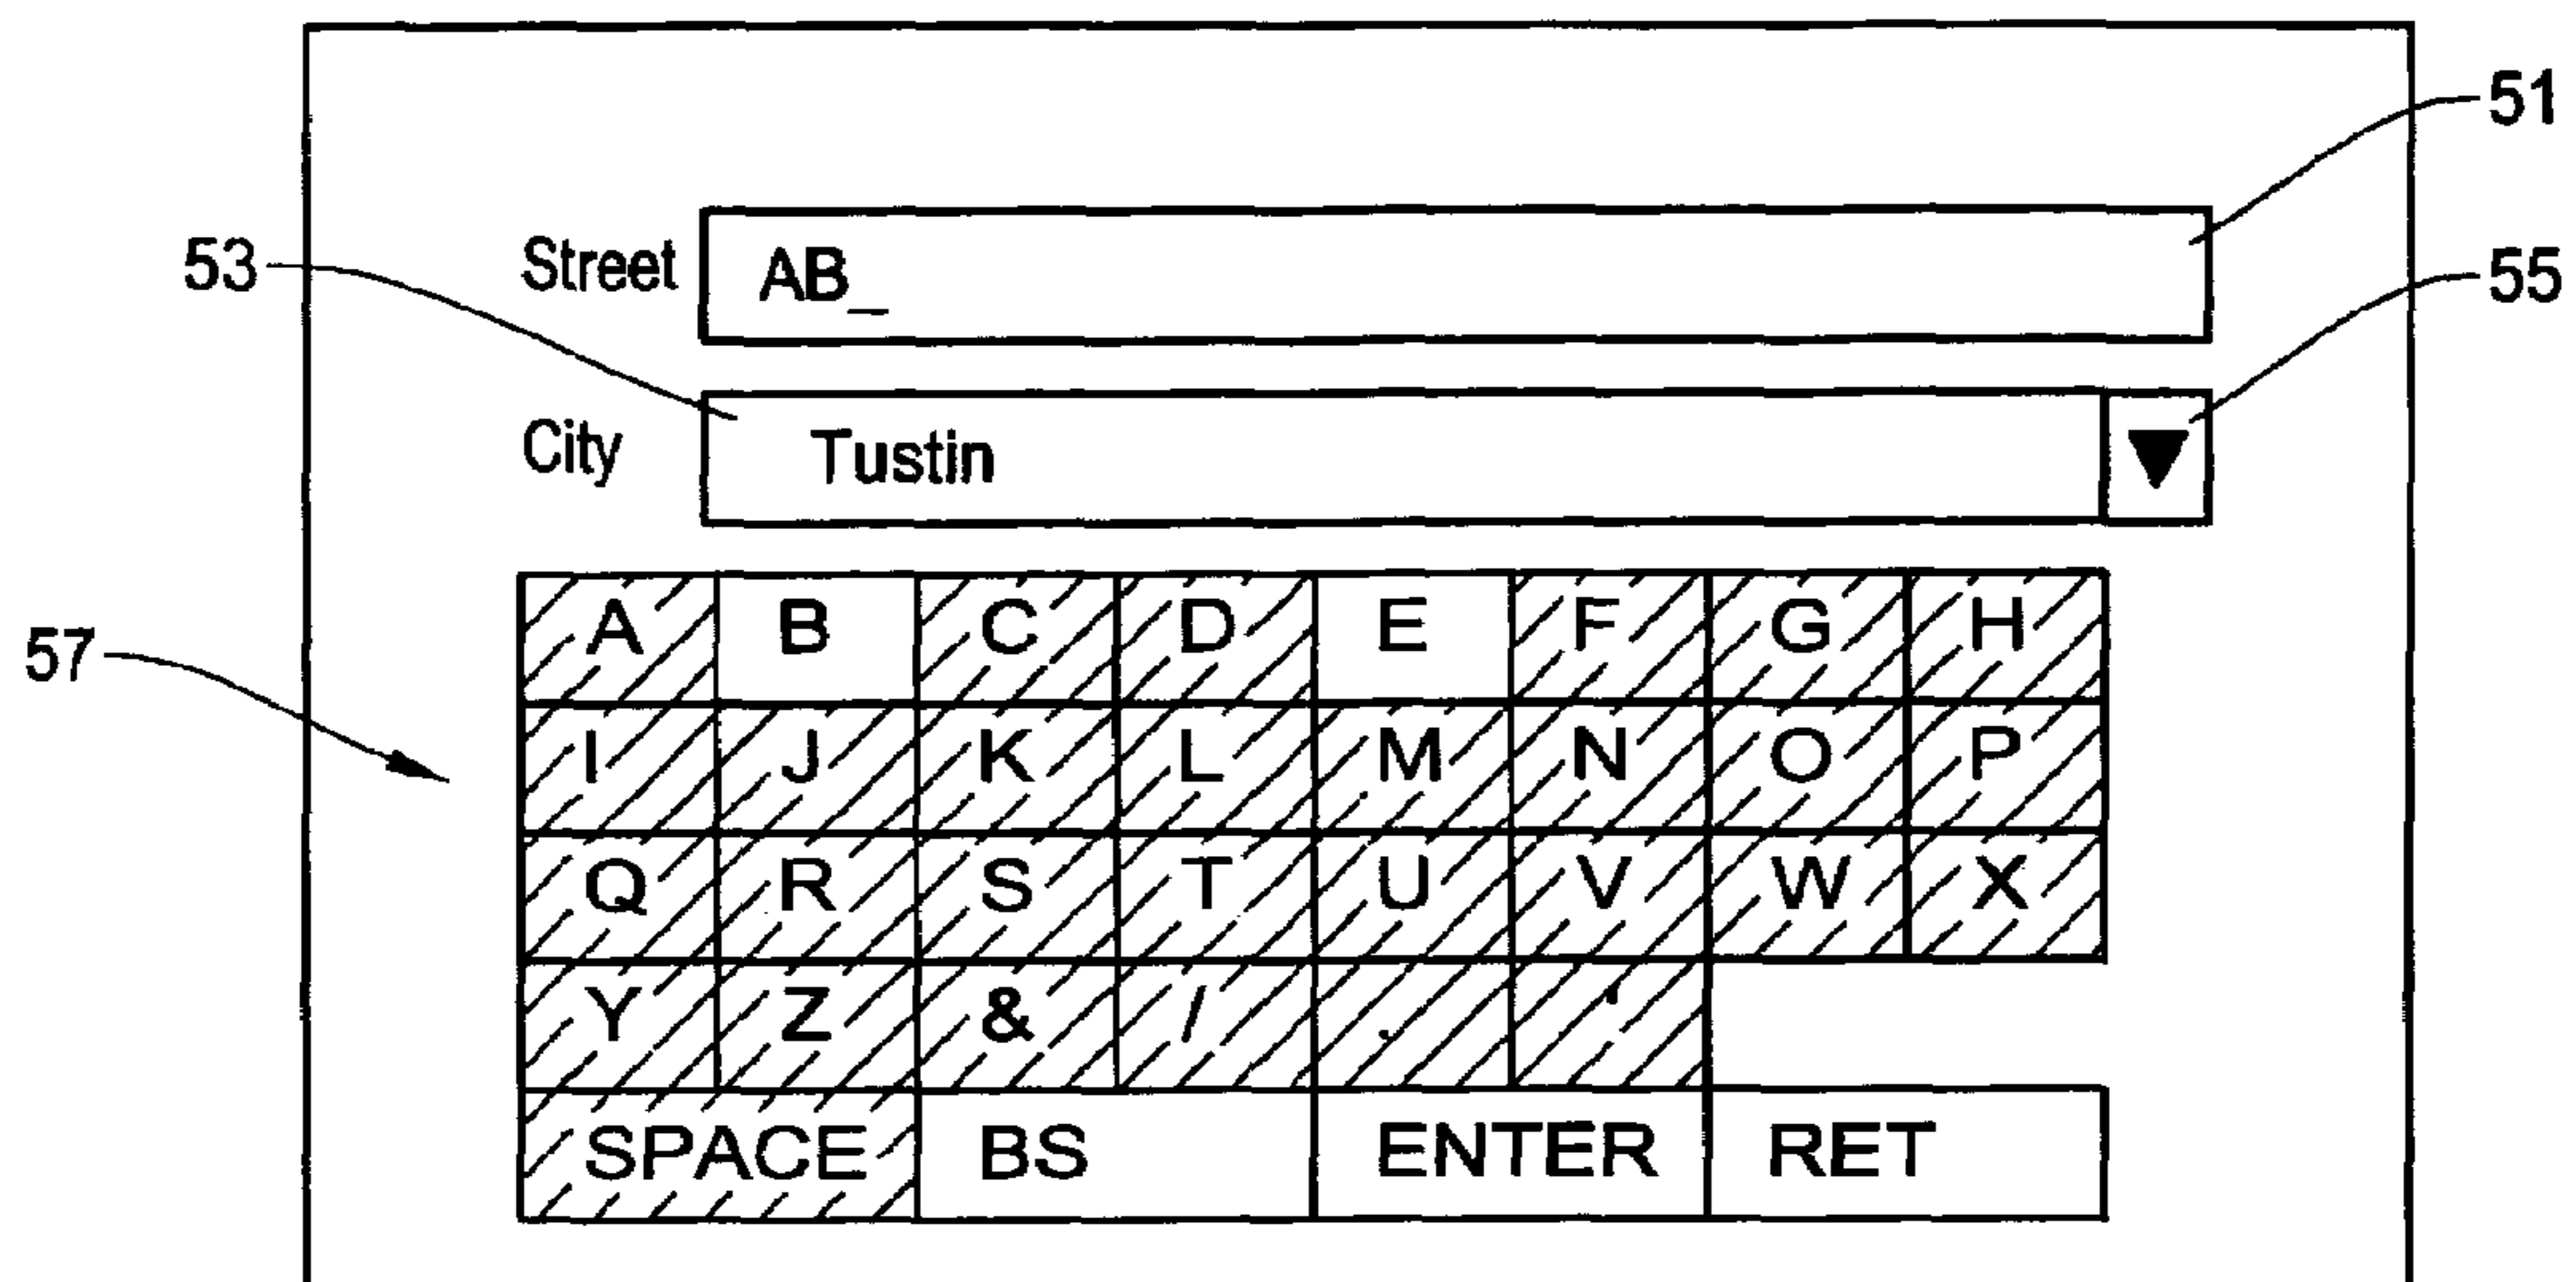 51
Street AB_
53
55
City Tustin
57
A B C D E F G H
I J K L M N O P
Q R S T U V W X
Y Z & / . '
SPACE BS ENTER RET